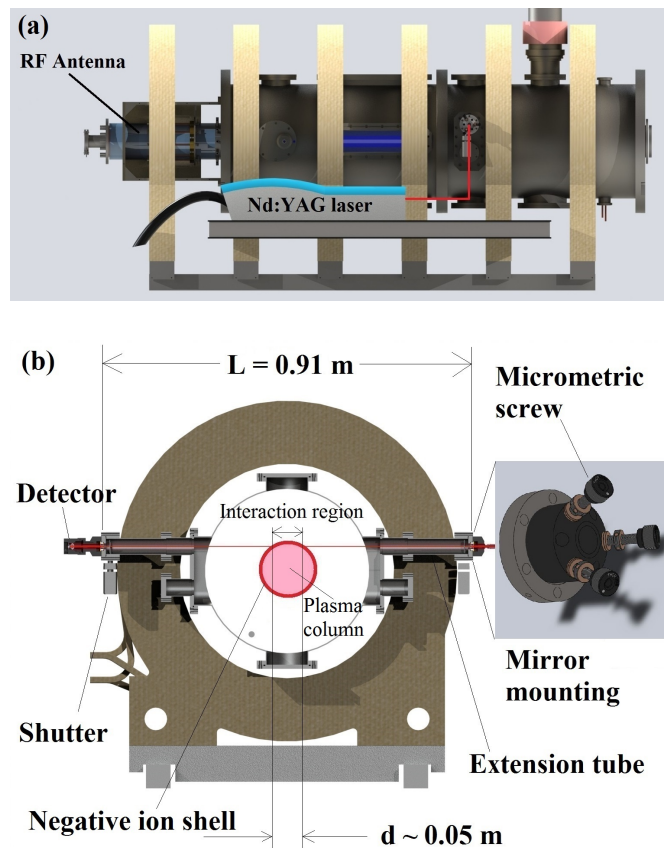 (a)
RF Antenna
Nd:YAG laser
(b)
L = 0.91 m
Micrometric
screw
Detector
Interaction region
Plasma
column
Mirror
mounting
Shutter
Extension tube
Negative ion shell
d ~ 0.05 m